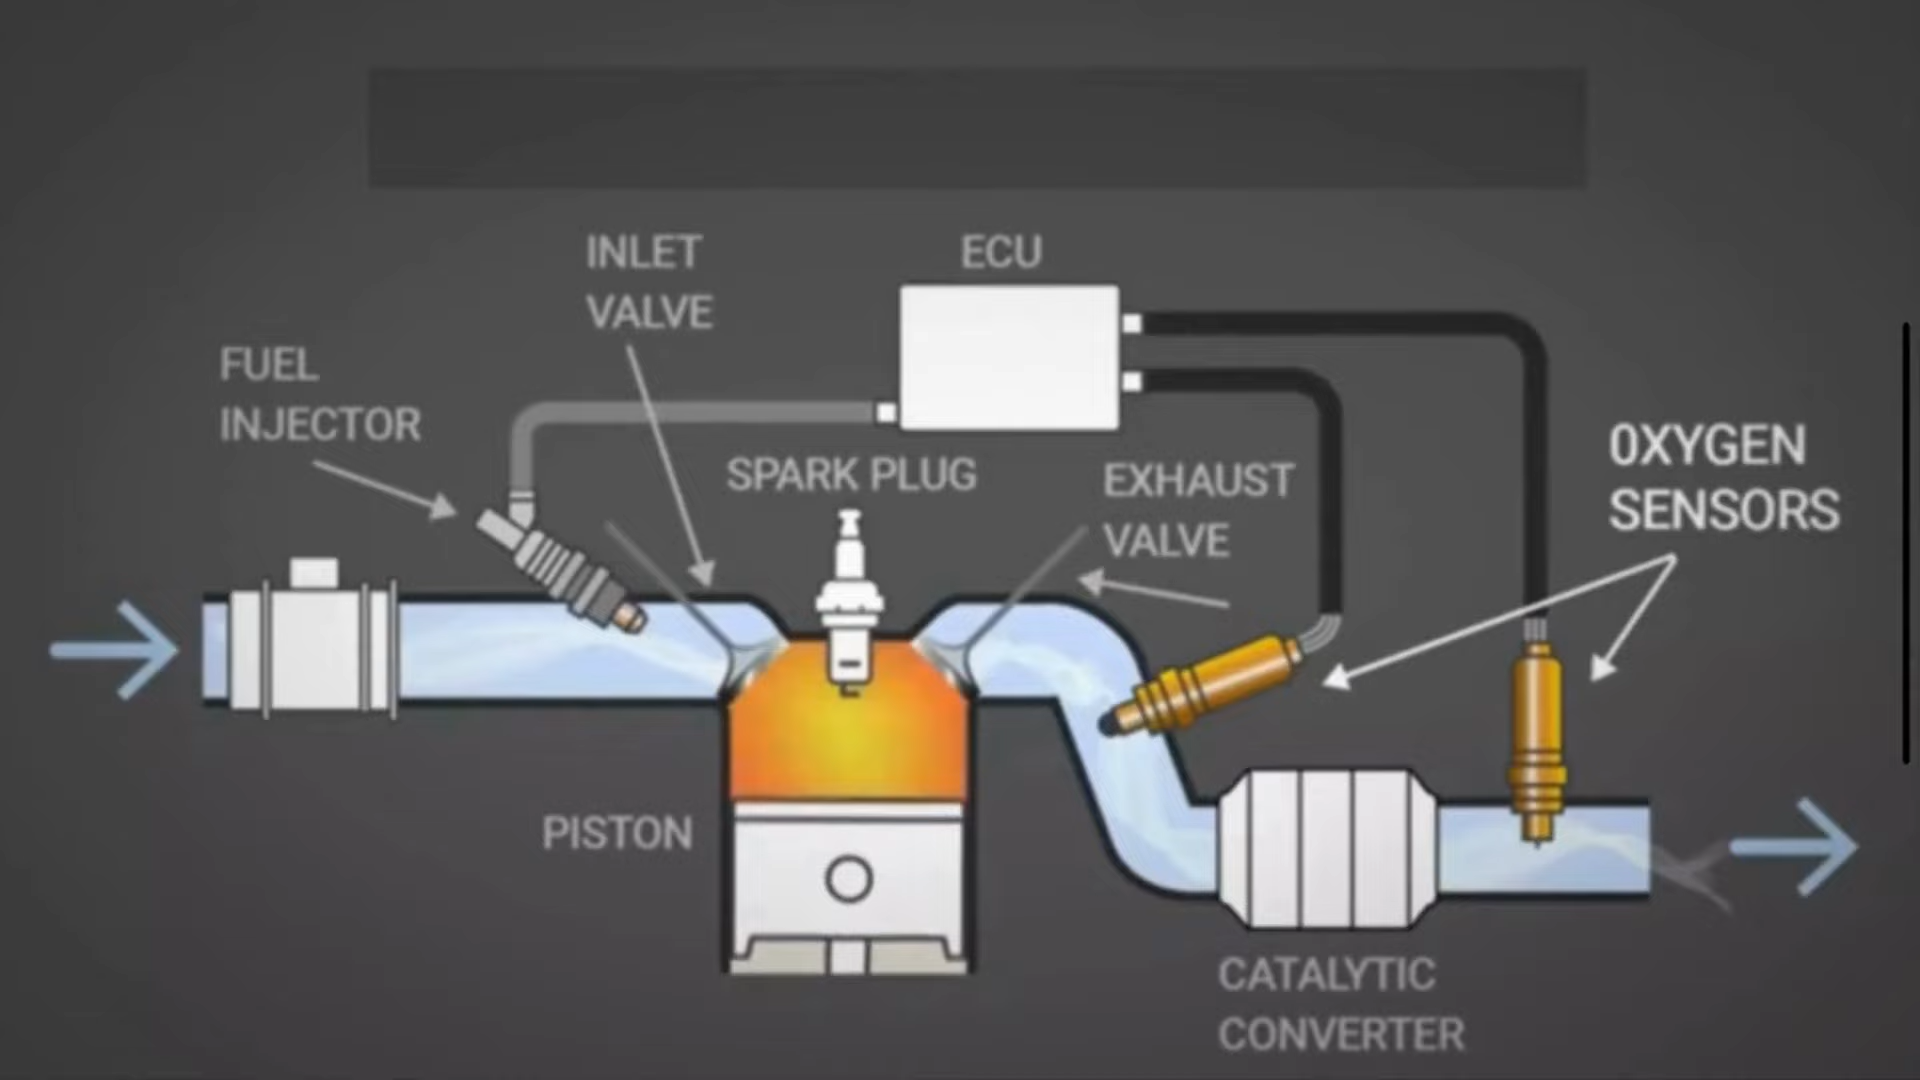 INLET
VALVE
ECU
FUEL
INJECTOR
SPARK PLUG
EXHAUST
VALVE
0XYGEN
SENSORS
PISTON
CATALYTIC
CONVERTER